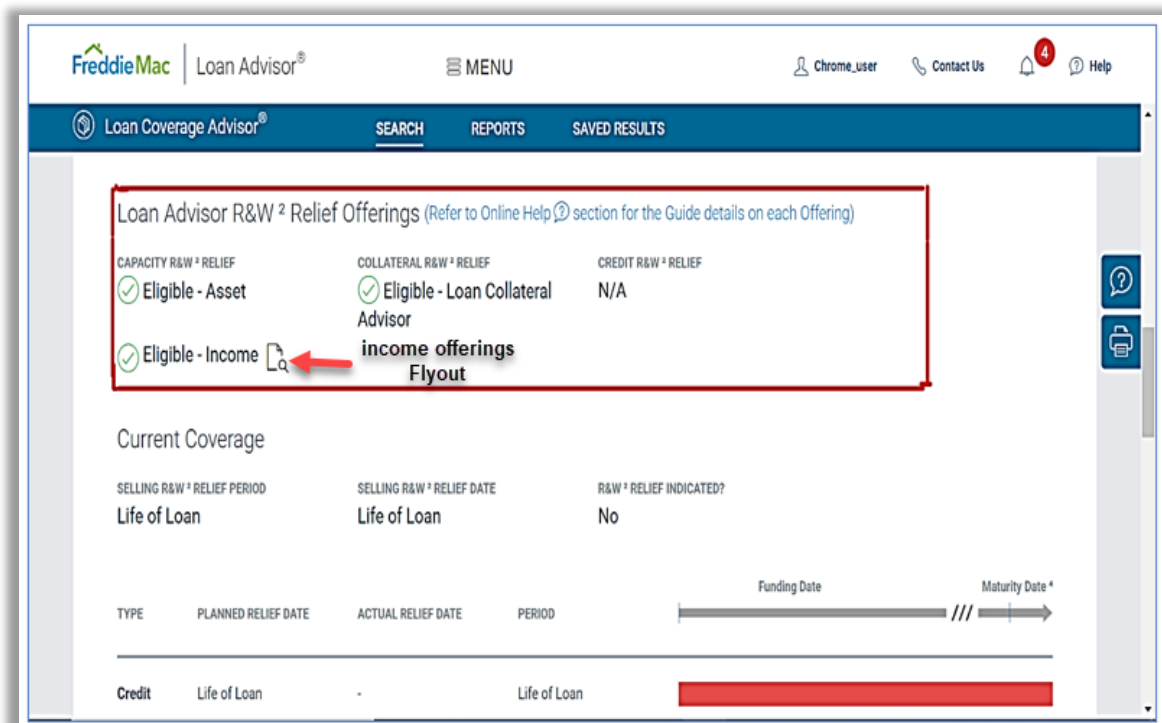 FreddieMac | Loan Advisor®
MENU
Chrome_user
Contact Us
4
Help
Loan Coverage Advisor®
SEARCH
REPORTS
SAVED RESULTS
Loan Advisor R&W ² Relief Offerings (Refer to Online Help ? section for the Guide details on each Offering)
CAPACITY R&W ² RELIEF
COLLATERAL R&W ² RELIEF
CREDIT R&W ² RELIEF
Eligible - Asset
Eligible - Loan Collateral
Advisor
N/A
Eligible - Income
income offerings
Flyout
Current Coverage
SELLING R&W ² RELIEF PERIOD
SELLING R&W ² RELIEF DATE
R&W ² RELIEF INDICATED?
Life of Loan
Life of Loan
No
Funding Date
Maturity Date ⁴
TYPE
PLANNED RELIEF DATE
ACTUAL RELIEF DATE
PERIOD
///
Credit
Life of Loan
-
Life of Loan